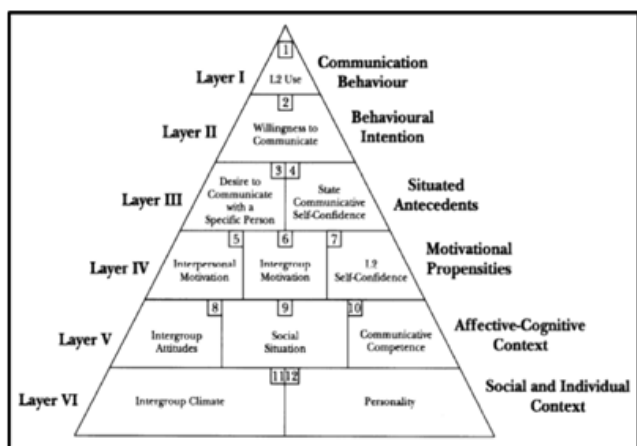 1
Layer I
L2 Use
Communication
Behaviour
2
Layer II
Willingness to
Communicate
Behavioural
Intention
3 4
Layer III
Desire to
Communicate
with a
Specific Person
State
Communicative
Self-Confidence
Situated
Antecedents
5 6 7
Layer IV
Interpersonal
Motivation
Intergroup
Motivation
L2
Self-Confidence
Motivational
Propensities
8 9 10
Layer V
Intergroup
Attitudes
Social
Situation
Communicative
Competence
Affective-Cognitive
Context
11 12
Layer VI
Intergroup Climate
Personality
Social and Individual
Context